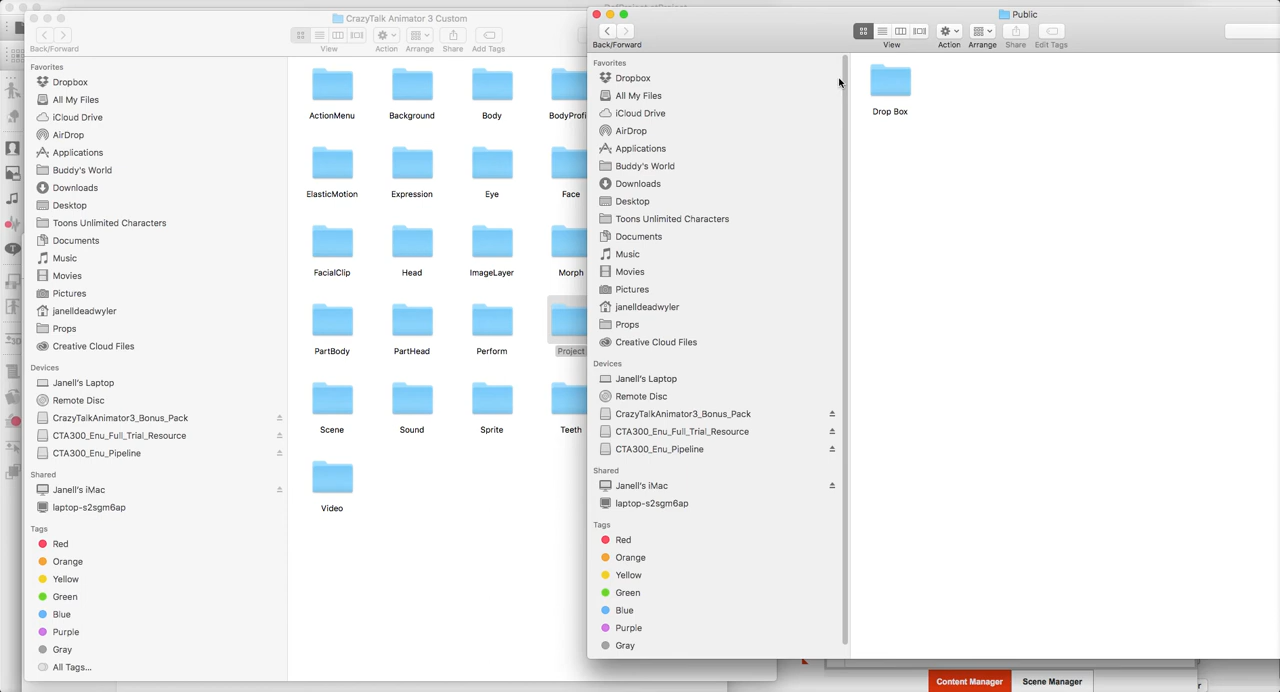 CrazyTalk Animator 3 Custom
Back/Forward
View
Action
Arrange
Share
Add Tags
Favorites
Dropbox
All My Files
iCloud Drive
AirDrop
Applications
Buddy's World
Downloads
Desktop
Toons Unlimited Characters
Documents
Music
Movies
Pictures
janelldeadwyler
Props
Creative Cloud Files
Devices
Janell's Laptop
Remote Disc
CrazyTalkAnimator3_Bonus_Pack
CTA300_Enu_Full_Trial_Resource
CTA300_Enu_Pipeline
Shared
Janell's iMac
laptop-s2sgm6ap
Tags
Red
Orange
Yellow
Green
Blue
Purple
Gray
All Tags...
ActionMenu
Background
Body
BodyProfi
ElasticMotion
Expression
Eye
Face
FacialClip
Head
ImageLayer
Morph
PartBody
PartHead
Perform
Project
Scene
Sound
Sprite
Teeth
Video
Public
Back/Forward
View
Action
Arrange
Share
Edit Tags
Favorites
Dropbox
All My Files
iCloud Drive
AirDrop
Applications
Buddy's World
Downloads
Desktop
Toons Unlimited Characters
Documents
Music
Movies
Pictures
janelldeadwyler
Props
Creative Cloud Files
Devices
Janell's Laptop
Remote Disc
CrazyTalkAnimator3_Bonus_Pack
CTA300_Enu_Full_Trial_Resource
CTA300_Enu_Pipeline
Shared
Janell's iMac
laptop-s2sgm6ap
Tags
Red
Orange
Yellow
Green
Blue
Purple
Gray
Drop Box
Content Manager
Scene Manager